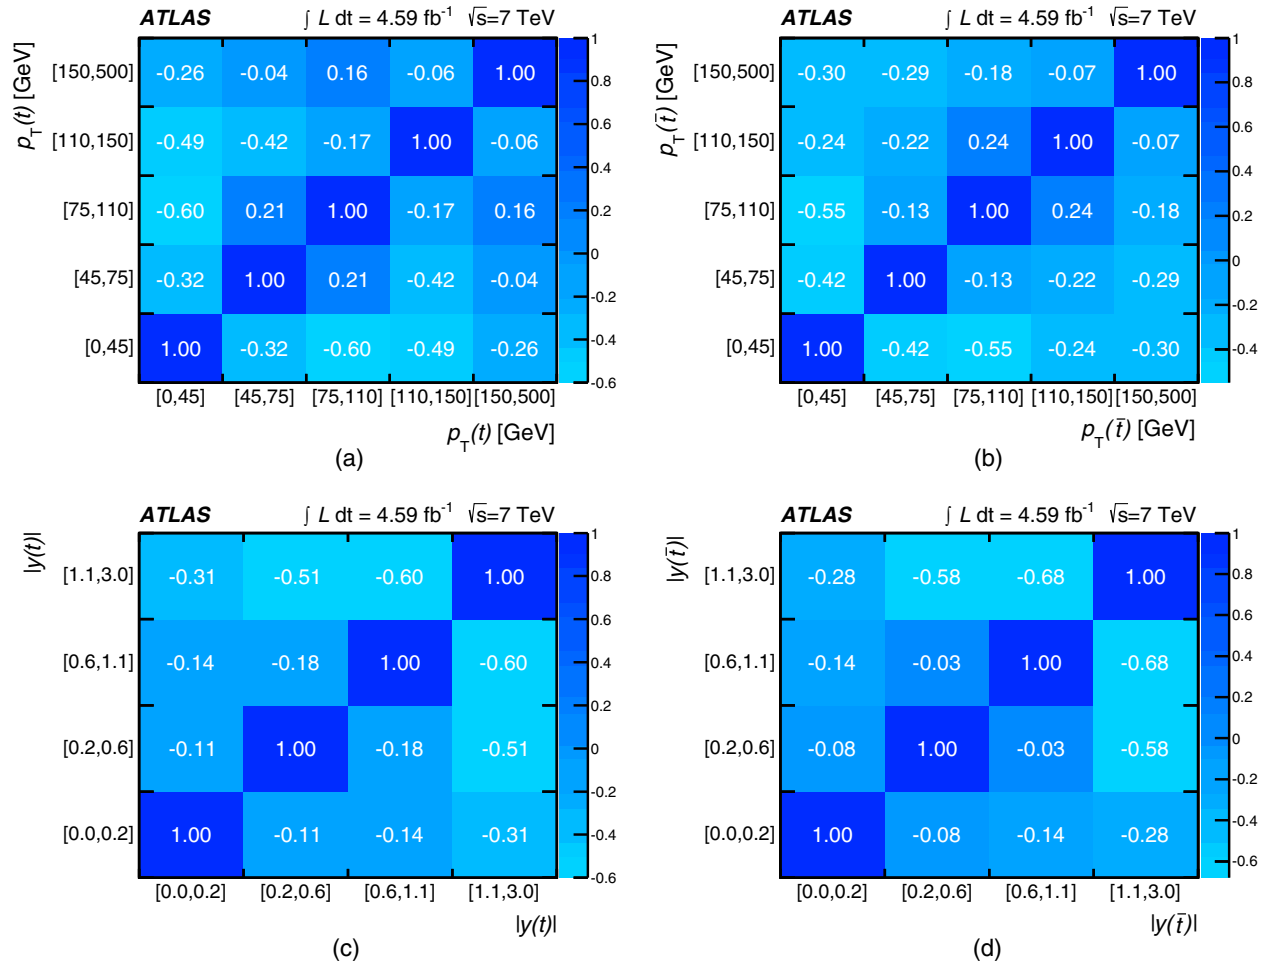 ATLAS ∫ L dt = 4.59 fb⁻¹ √s=7 TeV
p_T(t) [GeV]
[150,500] -0.26 -0.04 0.16 -0.06 1.00
[110,150] -0.49 -0.42 -0.17 1.00 -0.06
[75,110] -0.60 0.21 1.00 -0.17 0.16
[45,75] -0.32 1.00 0.21 -0.42 -0.04
[0,45] 1.00 -0.32 -0.60 -0.49 -0.26
[0,45] [45,75] [75,110] [110,150] [150,500]
p_T(t) [GeV]
1
0.8
0.6
0.4
0.2
0
-0.2
-0.4
-0.6
(a)
ATLAS ∫ L dt = 4.59 fb⁻¹ √s=7 TeV
p_T(t̄) [GeV]
[150,500] -0.30 -0.29 -0.18 -0.07 1.00
[110,150] -0.24 -0.22 0.24 1.00 -0.07
[75,110] -0.55 -0.13 1.00 0.24 -0.18
[45,75] -0.42 1.00 -0.13 -0.22 -0.29
[0,45] 1.00 -0.42 -0.55 -0.24 -0.30
[0,45] [45,75] [75,110] [110,150] [150,500]
p_T(t̄) [GeV]
1
0.8
0.6
0.4
0.2
0
-0.2
-0.4
(b)
ATLAS ∫ L dt = 4.59 fb⁻¹ √s=7 TeV
|y(t)|
[1.1,3.0] -0.31 -0.51 -0.60 1.00
[0.6,1.1] -0.14 -0.18 1.00 -0.60
[0.2,0.6] -0.11 1.00 -0.18 -0.51
[0.0,0.2] 1.00 -0.11 -0.14 -0.31
[0.0,0.2] [0.2,0.6] [0.6,1.1] [1.1,3.0]
|y(t)|
1
0.8
0.6
0.4
0.2
0
-0.2
-0.4
-0.6
(c)
ATLAS ∫ L dt = 4.59 fb⁻¹ √s=7 TeV
|y(t̄)|
[1.1,3.0] -0.28 -0.58 -0.68 1.00
[0.6,1.1] -0.14 -0.03 1.00 -0.68
[0.2,0.6] -0.08 1.00 -0.03 -0.58
[0.0,0.2] 1.00 -0.08 -0.14 -0.28
[0.0,0.2] [0.2,0.6] [0.6,1.1] [1.1,3.0]
|y(t̄)|
1
0.8
0.6
0.4
0.2
0
-0.2
-0.4
-0.6
(d)